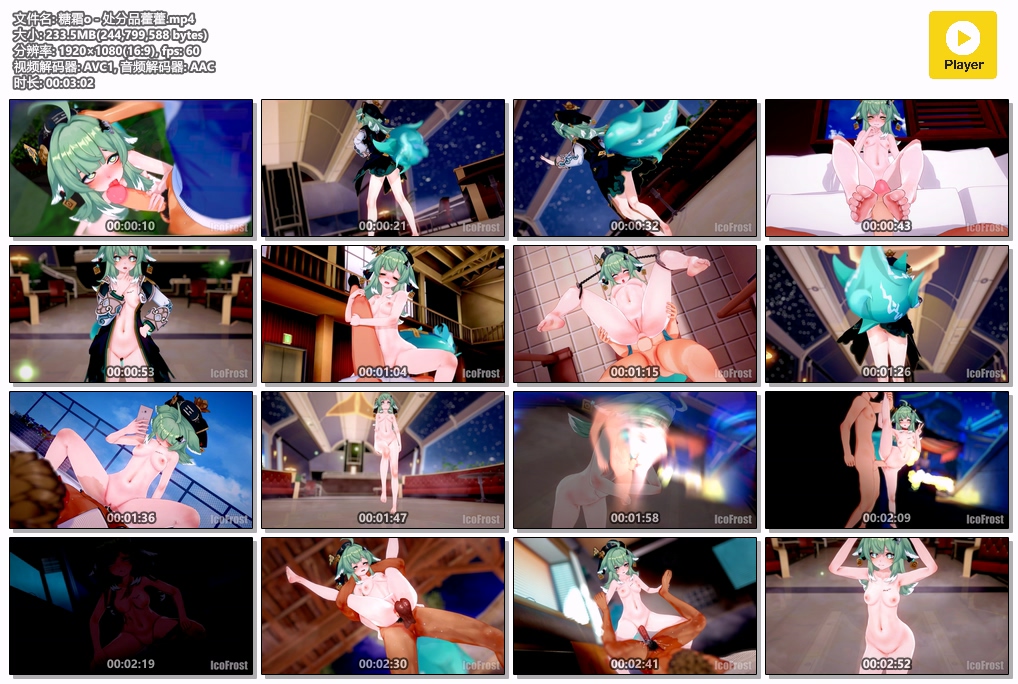 文件名: 糖霜o - 处分品藿藿.mp4
大小: 233.5MB(244,799,588 bytes)
分辨率: 1920×1080(16:9), fps: 60
视频解码器: AVC1, 音频解码器: AAC
时长: 00:03:02
Player
00:00:10 IcoFrost
00:00:21 IcoFrost
00:00:32 IcoFrost
00:00:43 IcoFrost
00:00:53 IcoFrost
00:01:04 IcoFrost
00:01:15 IcoFrost
00:01:26 IcoFrost
00:01:36 IcoFrost
00:01:47 IcoFrost
00:01:58 IcoFrost
00:02:09 IcoFrost
00:02:19 IcoFrost
00:02:30 IcoFrost
00:02:41 IcoFrost
00:02:52 IcoFrost